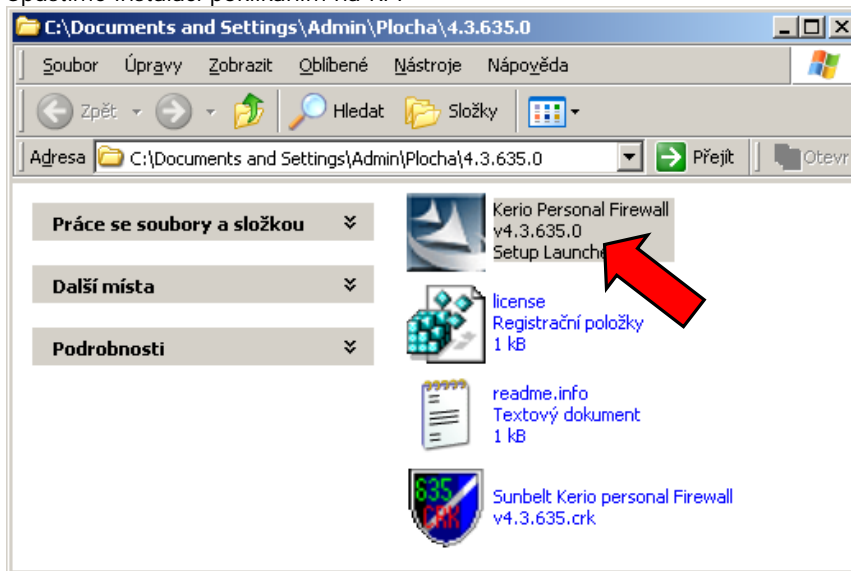 C:\Documents and Settings\Admin\Plocha\4.3.635.0
Soubor Úpravy Zobrazit Oblíbené Nástroje Nápověda
Zpět Hledat Složky
Adresa C:\Documents and Settings\Admin\Plocha\4.3.635.0 Přejít Otevr
Práce se soubory a složkou
Další místa
Podrobnosti
Kerio Personal Firewall
v4.3.635.0
Setup Launche
license
Registrační položky
1 kB
readme.info
Textový dokument
1 kB
635
CRK
Sunbelt Kerio personal Firewall
v4.3.635.crk